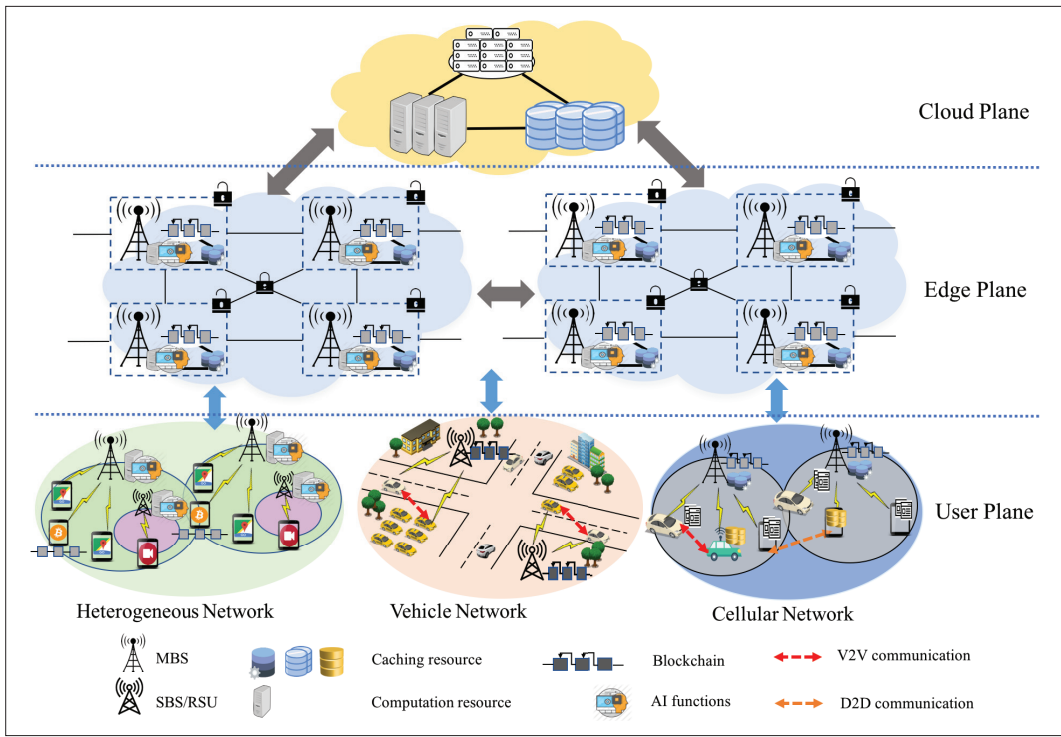 Cloud Plane
Edge Plane
User Plane
Heterogeneous Network
Vehicle Network
Cellular Network
MBS
Caching resource
Blockchain
V2V communication
SBS/RSU
Computation resource
AI functions
D2D communication